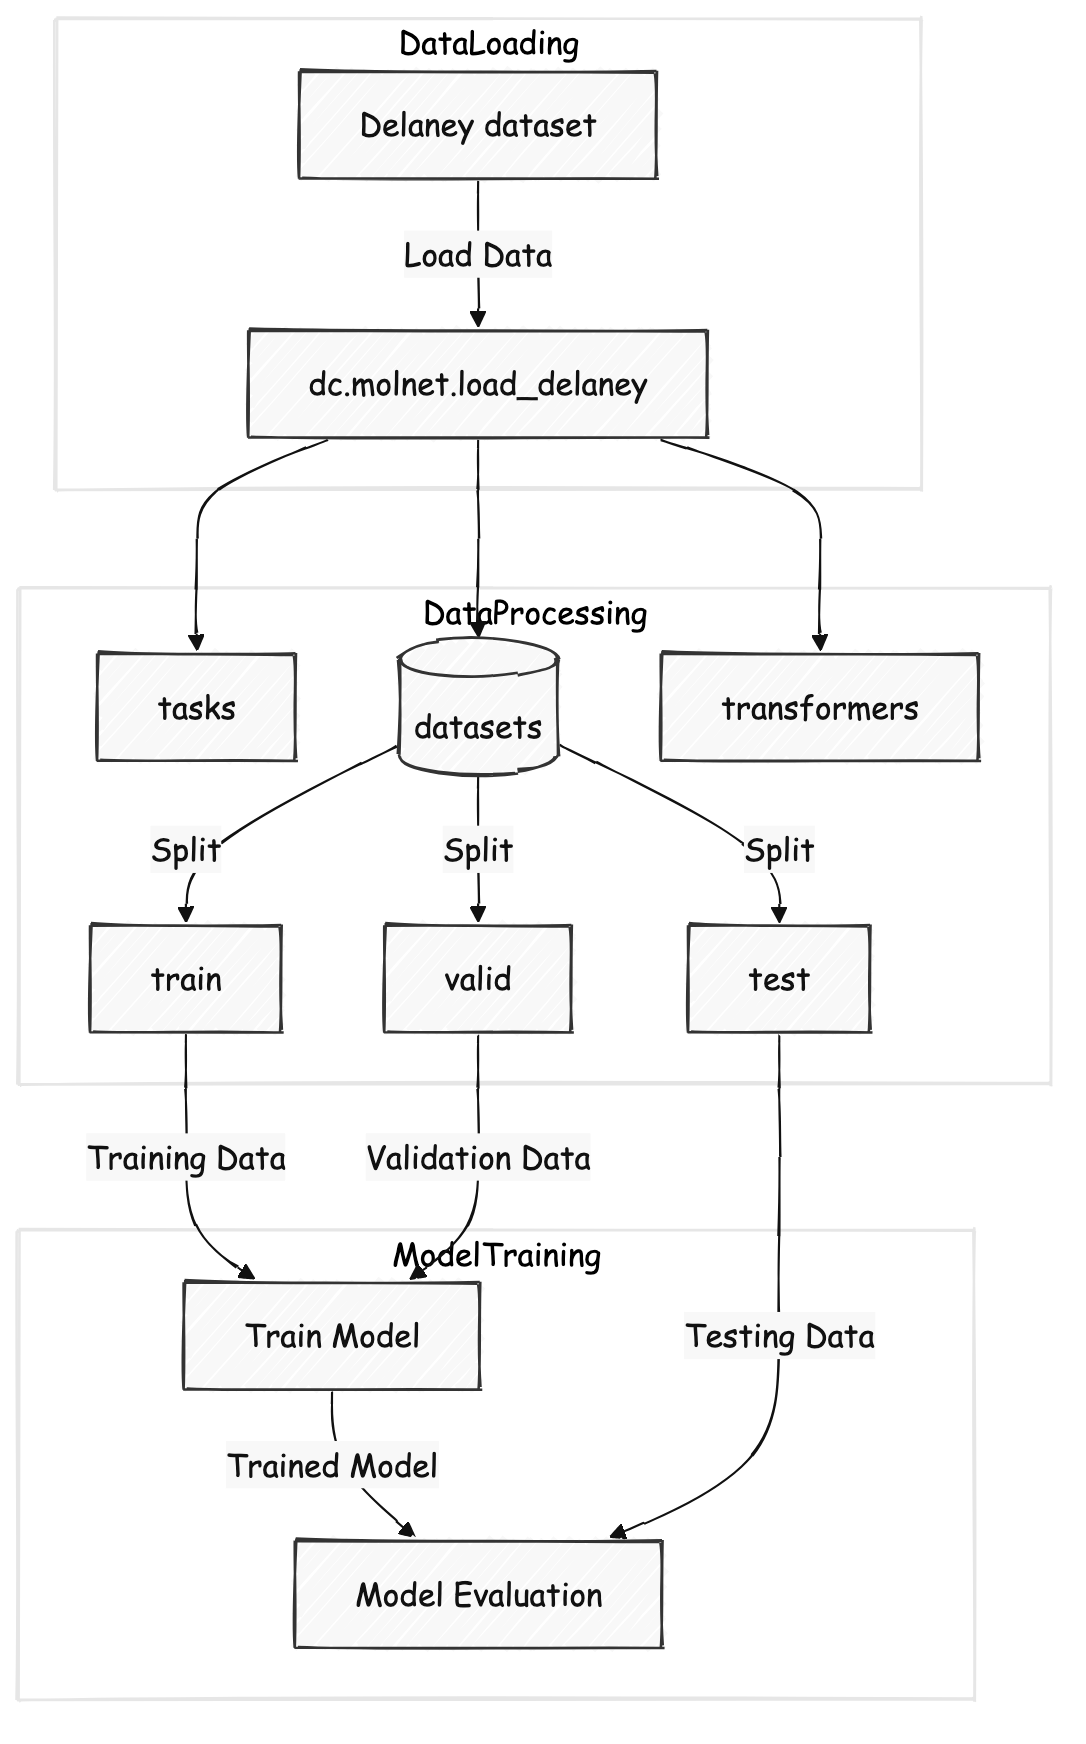 DataLoading
Delaney dataset
Load Data
dc.molnet.load_delaney
DataProcessing
tasks
datasets
transformers
Split
Split
Split
train
valid
test
Training Data
Validation Data
ModelTraining
Train Model
Testing Data
Trained Model
Model Evaluation